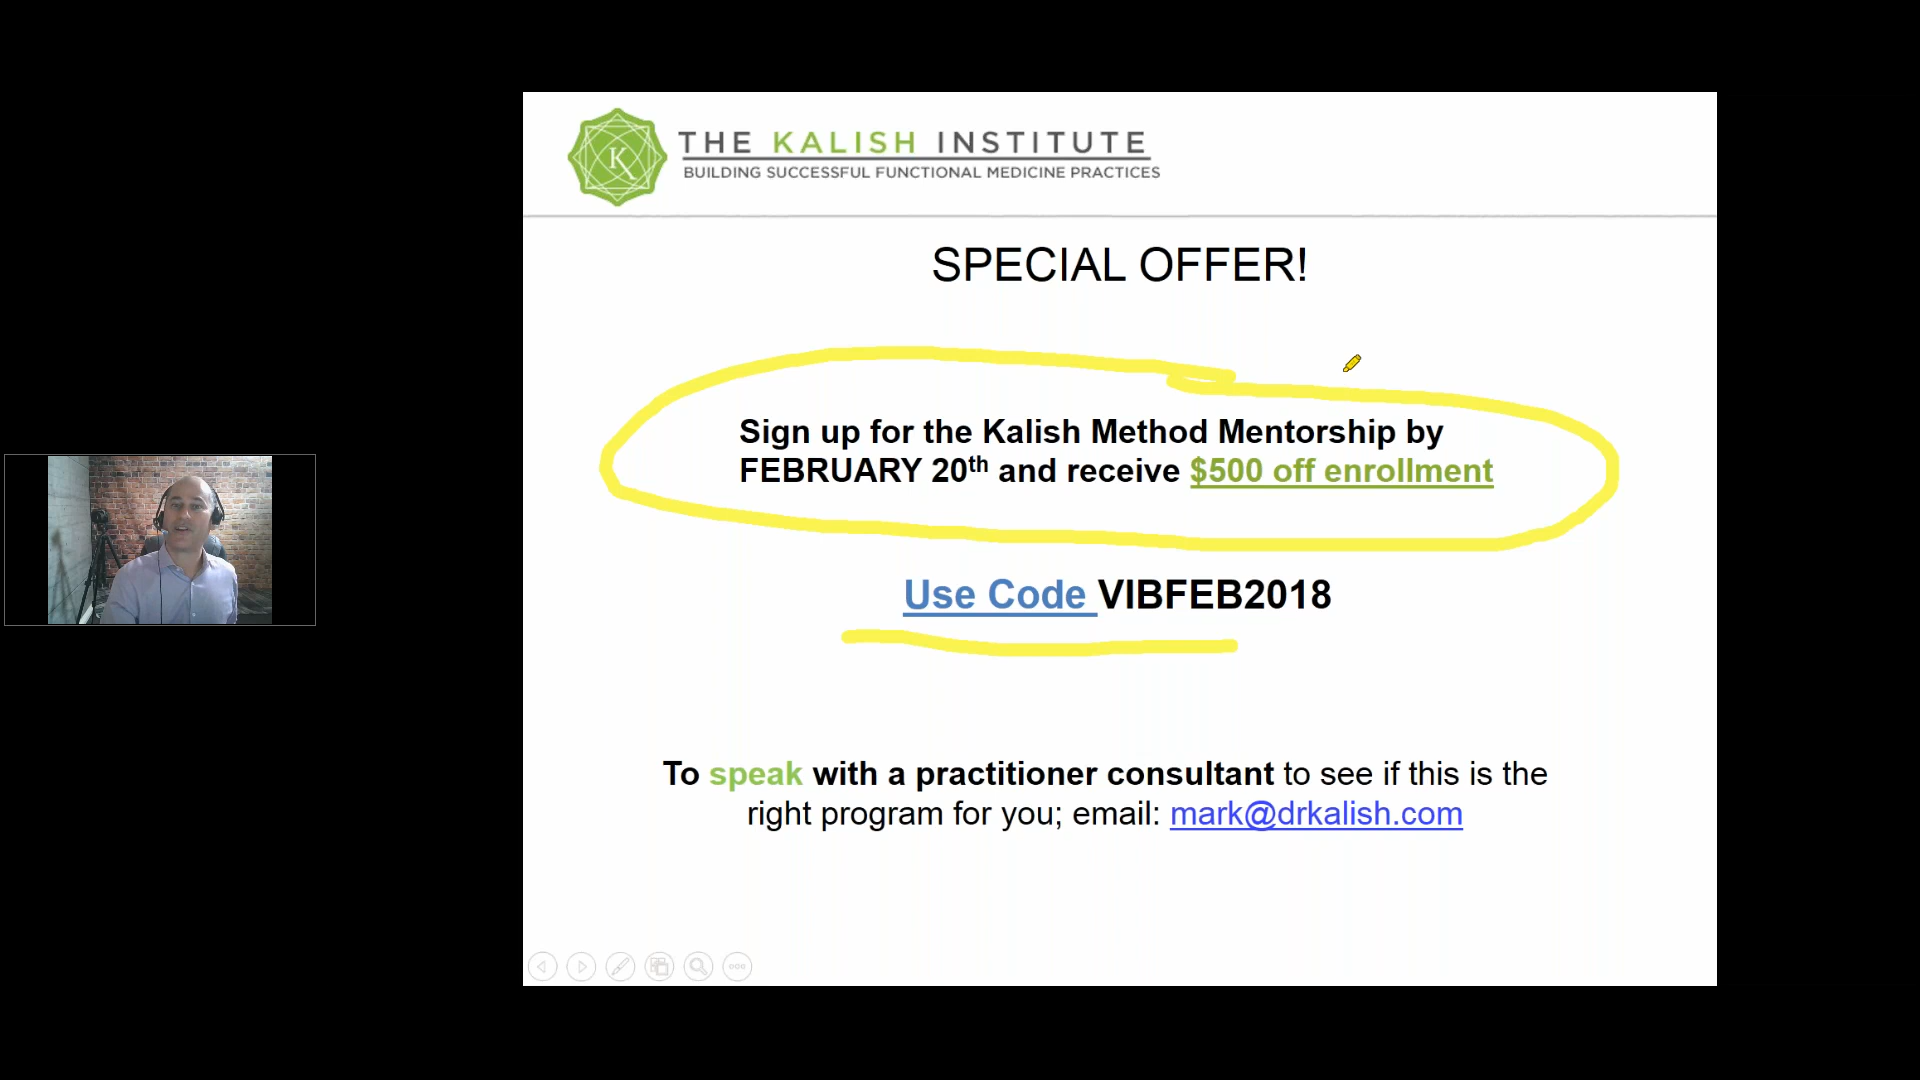 K
THE KALISH INSTITUTE
BUILDING SUCCESSFUL FUNCTIONAL MEDICINE PRACTICES
SPECIAL OFFER!
Sign up for the Kalish Method Mentorship by
FEBRUARY 20th and receive $500 off enrollment
Use Code VIBFEB2018
To speak with a practitioner consultant to see if this is the
right program for you; email: mark@drkalish.com